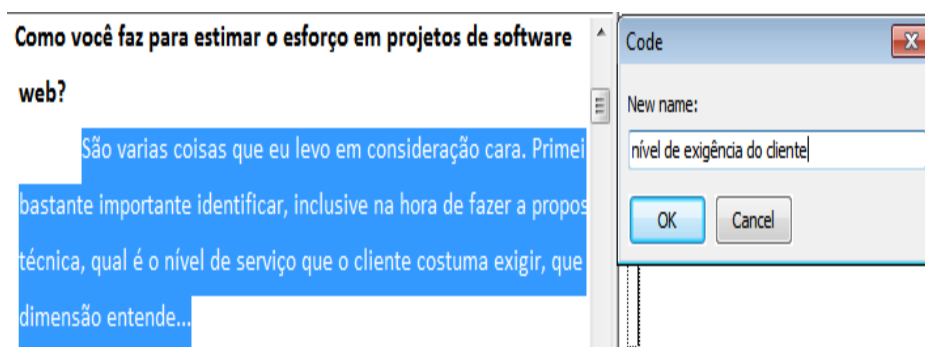 Como você faz para estimar o esforço em projetos de software
web?
São varias coisas que eu levo em consideração cara. Primei
bastante importante identificar, inclusive na hora de fazer a propos
técnica, qual é o nível de serviço que o cliente costuma exigir, que
dimensão entende...
Code
New name:
nível de exigência do cliente
OK
Cancel